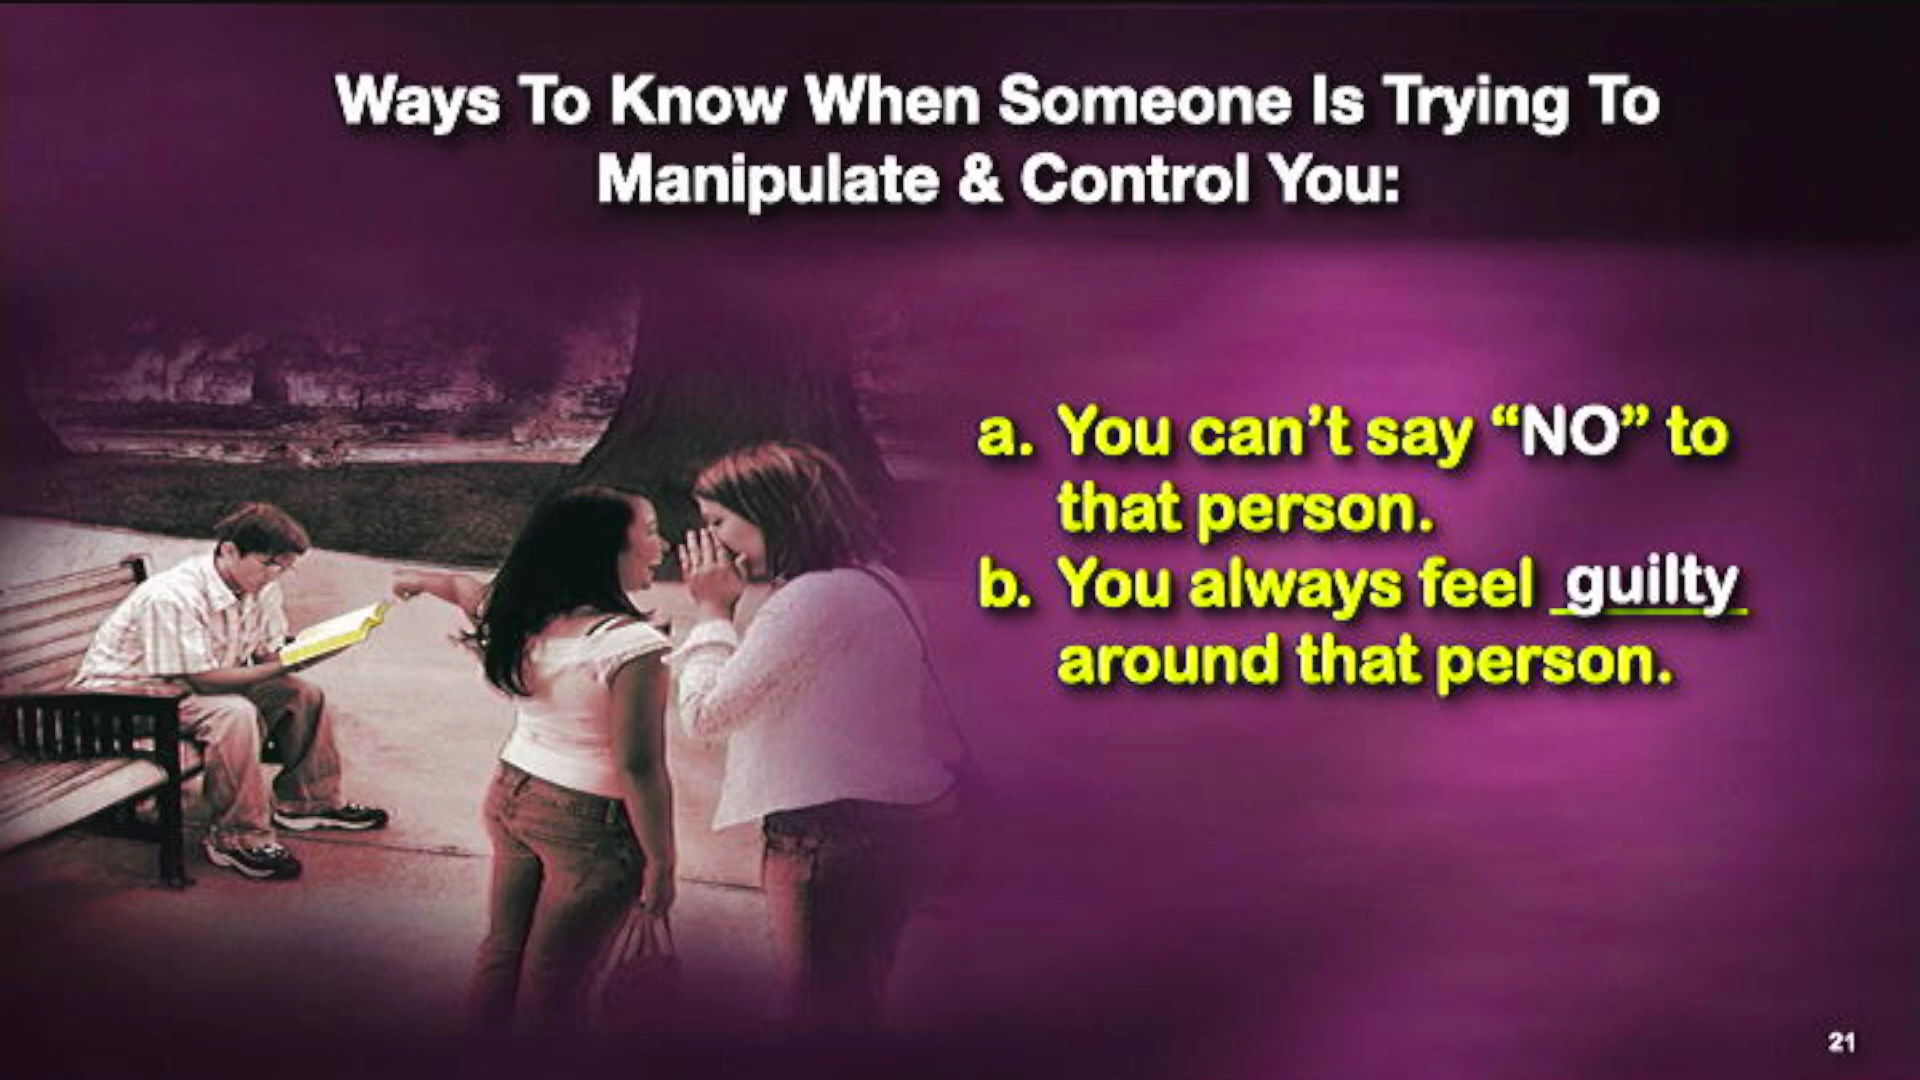 Ways To Know When Someone Is Trying To
Manipulate & Control You:
a. You can't say “NO” to
that person.
b. You always feel guilty
around that person.
21